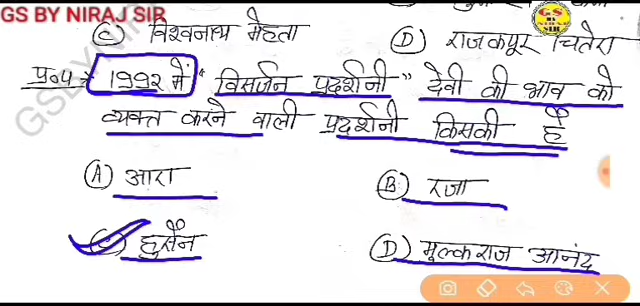 GS BY NIRAJ SIR
(C) विश्वनाथ मेहता
(D) राजकपूर चितेरा
प्र०५→ 1992 में "विसर्जन प्रदर्शनी" देवी की भाव को
व्यक्त करने वाली प्रदर्शनी किसकी है
(A) आरा
(B) रजा
(C) हुसैन
(D) मूल्कराज आनंद